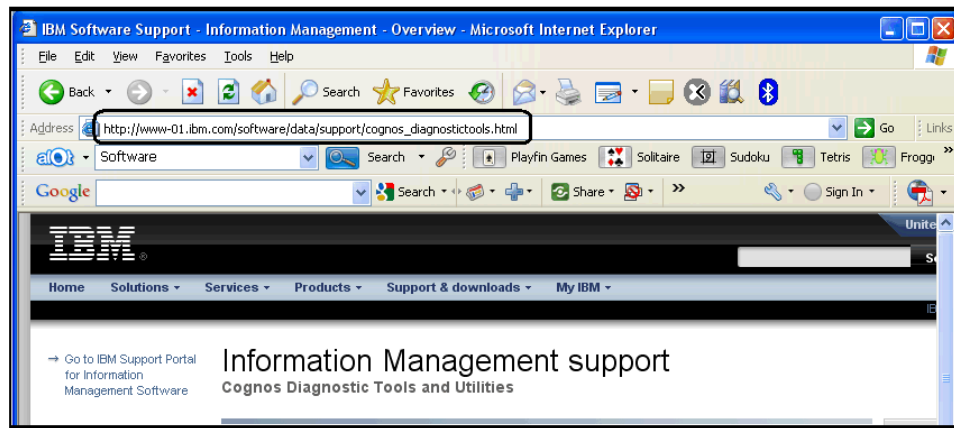 IBM Software Support - Information Management - Overview - Microsoft Internet Explorer
File Edit View Favorites Tools Help
Back Search Favorites
Address http://www-01.ibm.com/software/data/support/cognos_diagnostictools.html Go Links
Software Search Playfin Games Solitaire Sudoku Tetris Frogg »
Google Search Share » Sign In
IBM ® Unite
Home Solutions Services Products Support & downloads My IBM
→ Go to IBM Support Portal
for Information
Management Software
Information Management support
Cognos Diagnostic Tools and Utilities